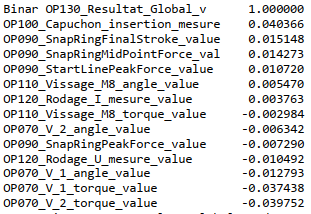 Binar OP130_Resultat_Global_v 1.000000
OP100_Capuchon_insertion_mesure 0.040366
OP090_SnapRingFinalStroke_value 0.015148
OP090_SnapRingMidPointForce_val 0.014273
OP090_StartLinePeakForce_value 0.010720
OP110_Vissage_M8_angle_value 0.005470
OP120_Rodage_I_mesure_value 0.003763
OP110_Vissage_M8_torque_value -0.002984
OP070_V_2_angle_value -0.006342
OP090_SnapRingPeakForce_value -0.007290
OP120_Rodage_U_mesure_value -0.010492
OP070_V_1_angle_value -0.012793
OP070_V_1_torque_value -0.037438
OP070_V_2_torque_value -0.039752